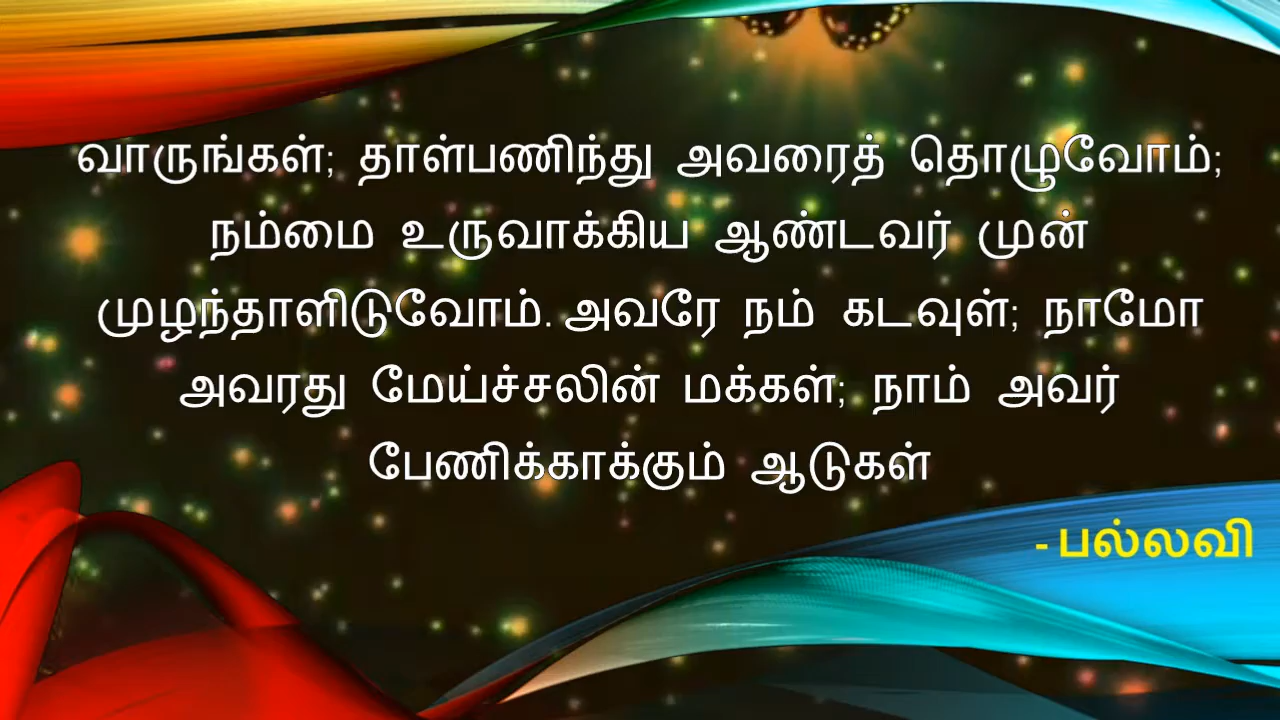 வாருங்கள்; தாள்பணிந்து அவரைத் தொழுவோம்;
நம்மை உருவாக்கிய ஆண்டவர் முன்
முழந்தாளிடுவோம். அவரே நம் கடவுள்; நாமோ
அவரது மேய்ச்சலின் மக்கள்; நாம் அவர்
பேணிக்காக்கும் ஆடுகள்
- பல்லவி